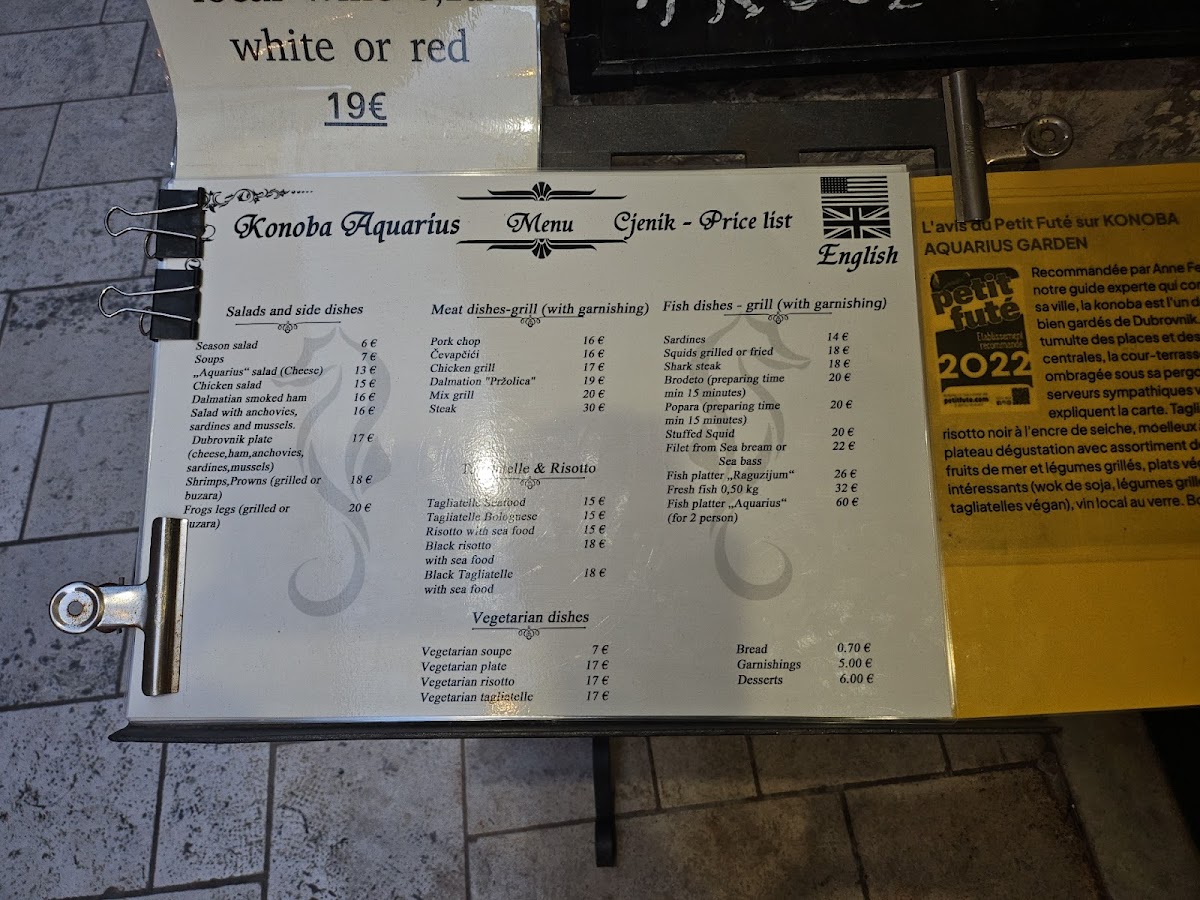 white or red
19€
Konoba Aquarius
Menu
Cjenik - Price list
English
Salads and side dishes
Season salad 6 €
Soups 7 €
„Aquarius" salad (Cheese) 13 €
Chicken salad 15 €
Dalmatian smoked ham 16 €
Salad with anchovies, 16 €
sardines and mussels.
Dubrovnik plate 17 €
(cheese,ham,anchovies,
sardines,mussels)
Shrimps,Prowns (grilled or 18 €
buzara)
Frogs legs (grilled or 20 €
uzara)
Meat dishes-grill (with garnishing)
Pork chop 16 €
Čevapčići 16 €
Chicken grill 17 €
Dalmation "Pržolica" 19 €
Mix grill 20 €
Steak 30 €
& Risotto
Tagliatelle Seafood 15 €
Tagliatelle Bolognese 15 €
Risotto with sea food 15 €
Black risotto 18 €
with sea food
Black Tagliatelle 18 €
with sea food
Vegetarian dishes
Vegetarian soupe 7 €
Vegetarian plate 17 €
Vegetarian risotto 17 €
Vegetarian tagliatelle 17 €
Fish dishes - grill (with garnishing)
Sardines 14 €
Squids grilled or fried 18 €
Shark steak 18 €
Brodeto (preparing time 20 €
min 15 minutes)
Popara (preparing time 20 €
min 15 minutes)
Stuffed Squid 20 €
Filet from Sea bream or 22 €
Sea bass
Fish platter „Raguzijum" 26 €
Fresh fish 0,50 kg 32 €
Fish platter „Aquarius" 60 €
(for 2 person)
Bread 0.70 €
Garnishings 5.00 €
Desserts 6.00 €
L'avis du Petit Futé sur KONOBA
AQUARIUS GARDEN
petit
futé
Établissement
recommandé
2022
petitfute.com
Recommandée par Anne
notre guide experte qui
sa ville, la konoba est l'un
bien gardés de Dubrovnik.
tumulte des places et des
centrales, la cour-terrasse
ombragée sous sa
serveurs sympathiques
expliquent la carte.
risotto noir à l'encre de seiche, moelleux
plateau dégustation avec assortiment
fruits de mer et légumes grillés, plats
intéressants (wok de soja, légumes
tagliatelles végan), vin local au verre.